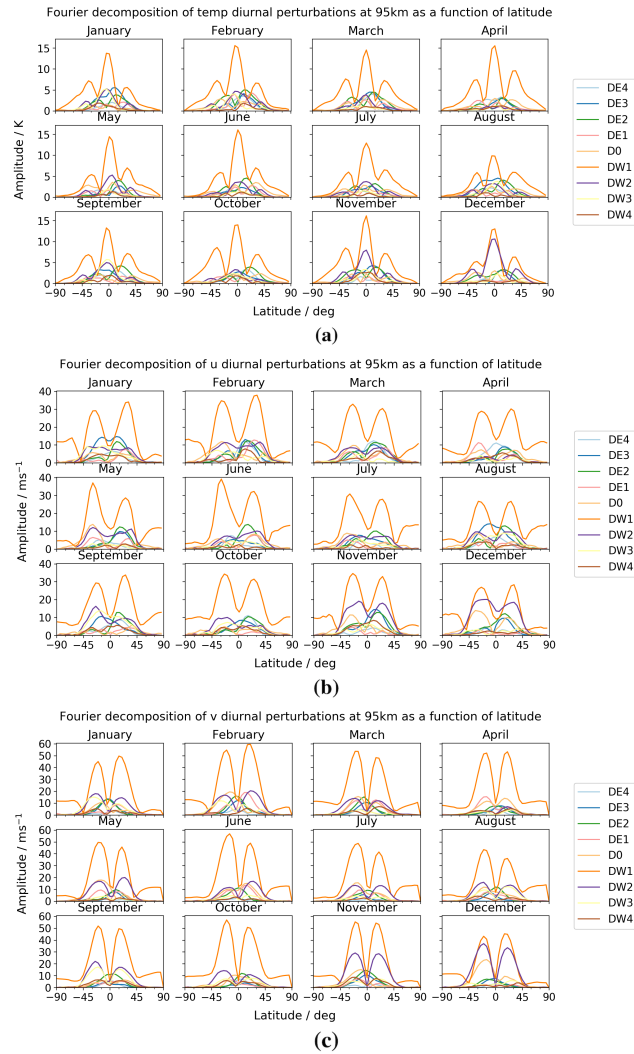 Fourier decomposition of temp diurnal perturbations at 95km as a function of latitude
January February March April
15
10
5
0
May June July August
15
10
5
0
September October November December
15
10
5
0
Amplitude / K
−90 −45 0 45 −90 −45 0 45 −90 −45 0 45 −90 −45 0 45 90
Latitude / deg
DE4
DE3
DE2
DE1
D0
DW1
DW2
DW3
DW4
(a)
Fourier decomposition of u diurnal perturbations at 95km as a function of latitude
January February March April
40
30
20
10
0
May June July August
40
30
20
10
0
September October November December
30
20
10
0
Amplitude / ms⁻¹
−90 −45 0 45 −90 −45 0 45 −90 −45 0 45 −90 −45 0 45 90
Latitude / deg
DE4
DE3
DE2
DE1
D0
DW1
DW2
DW3
DW4
(b)
Fourier decomposition of v diurnal perturbations at 95km as a function of latitude
January February March April
60
50
40
30
20
10
0
May June July August
60
50
40
30
20
10
0
September October November December
60
50
40
30
20
10
0
Amplitude / ms⁻¹
−90 −45 0 45 90 −90 −45 0 45 90 −90 −45 0 45 90 −90 −45 0 45 90
Latitude / deg
DE4
DE3
DE2
DE1
D0
DW1
DW2
DW3
DW4
(c)